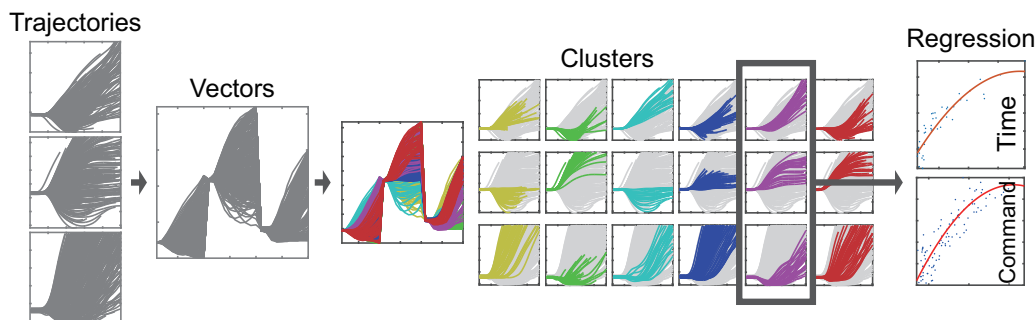 Trajectories
Vectors
Clusters
Regression
Time
Command